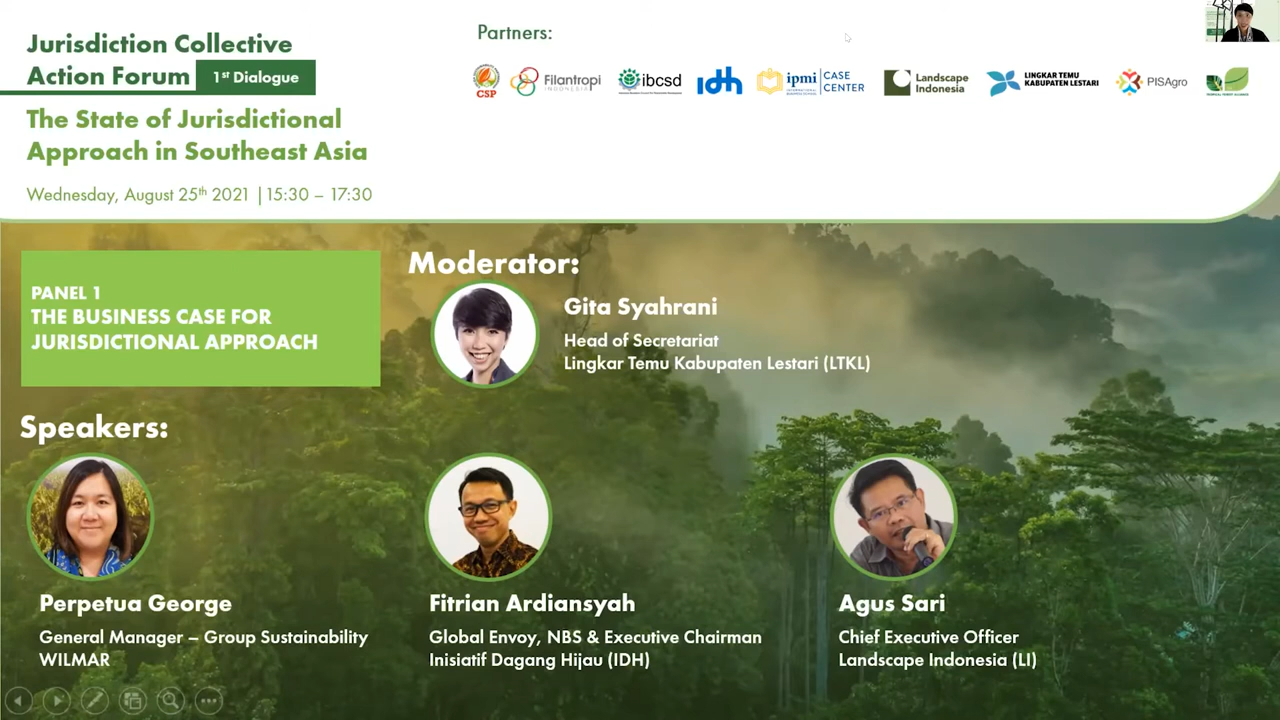 Jurisdiction Collective
Action Forum
1st Dialogue
The State of Jurisdictional
Approach in Southeast Asia
Wednesday, August 25th 2021 | 15:30 – 17:30
Partners:
CSP
Filantropi
INDONESIA
ibcsd
idh
ipmi
CASE
CENTER
Landscape
Indonesia
LINGKAR TEMU
KABUPATEN LESTARI
PISAgro
TROPICAL FOREST ALLIANCE
PANEL 1
THE BUSINESS CASE FOR
JURISDICTIONAL APPROACH
Moderator:
Gita Syahrani
Head of Secretariat
Lingkar Temu Kabupaten Lestari (LTKL)
Speakers:
Perpetua George
General Manager – Group Sustainability
WILMAR
Fitrian Ardiansyah
Global Envoy, NBS & Executive Chairman
Inisiatif Dagang Hijau (IDH)
Agus Sari
Chief Executive Officer
Landscape Indonesia (LI)